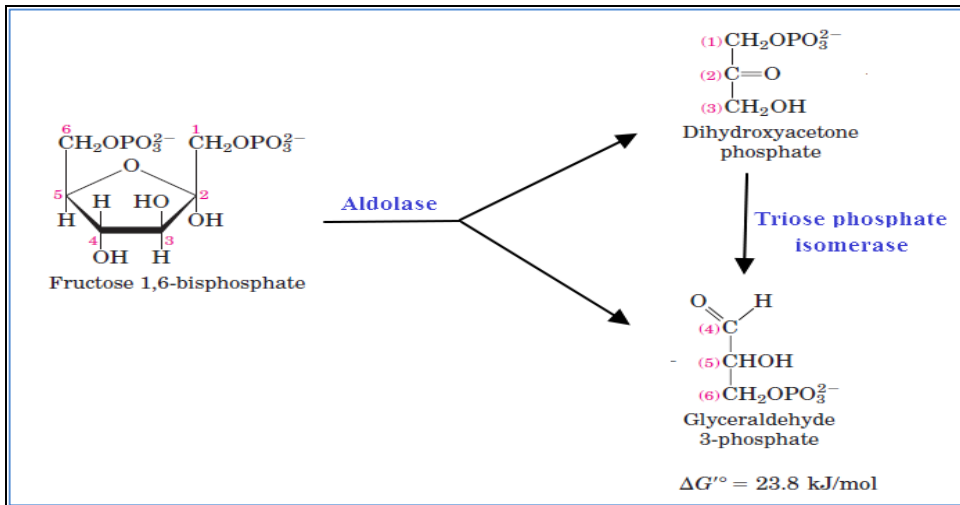 (1)CH₂OPO₃²⁻
(2)C=O
(3)CH₂OH
Dihydroxyacetone
phosphate
6
CH₂OPO₃²⁻
1
CH₂OPO₃²⁻
O
5
H
HO
2
H
OH
4
3
OH
H
Fructose 1,6-bisphosphate
Aldolase
Triose phosphate
isomerase
O
H
(4)C
(5)CHOH
(6)CH₂OPO₃²⁻
Glyceraldehyde
3-phosphate
ΔG′° = 23.8 kJ/mol